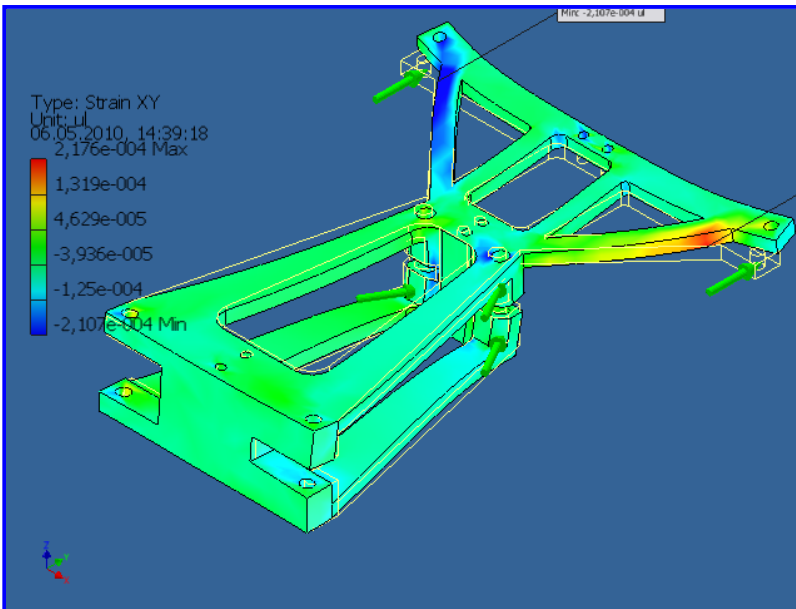 Min: -2,107e-004 ul
Type: Strain XY
Unit: ul
06.05.2010, 14:39:18
2,176e-004 Max
1,319e-004
4,629e-005
-3,936e-005
-1,25e-004
-2,107e-004 Min
Z
Y
X